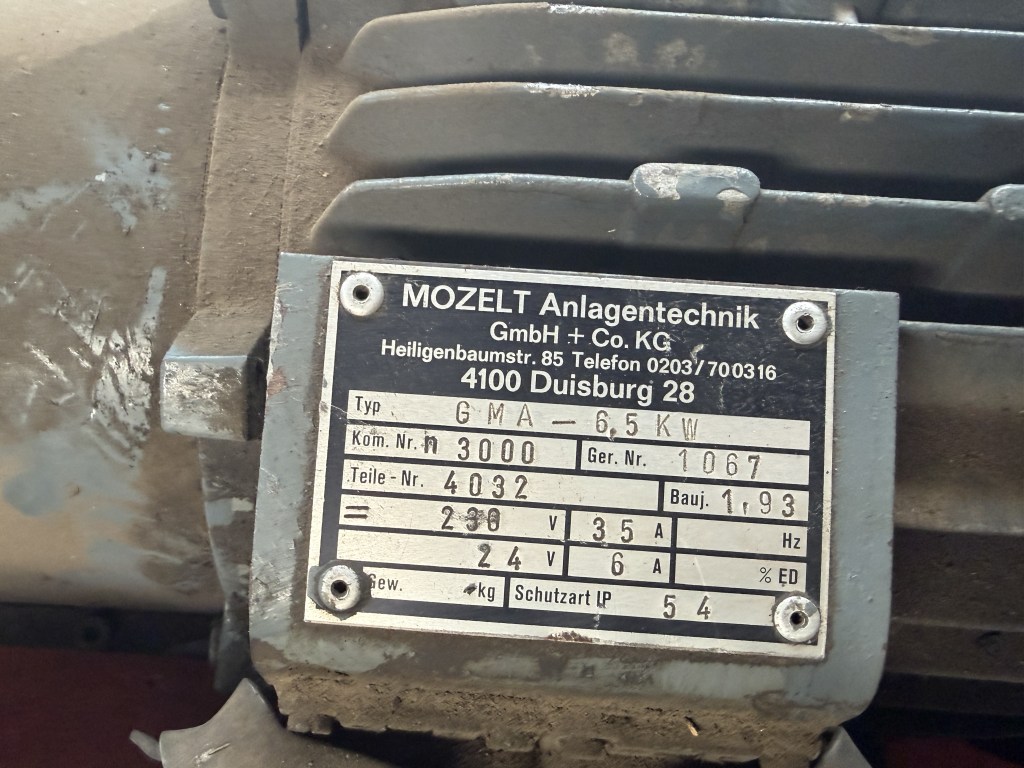 MOZELT Anlagentechnik
GmbH + Co. KG
Heiligenbaumstr. 85 Telefon 0203/700316
4100 Duisburg 28
Typ GMA - 6,5 KW
Kom. Nr. n 3000 Ger. Nr. 1067
Teile-Nr. 4032 Bauj. 1.93
= V 35 A Hz
24 V 6 A % ED
Gew. kg Schutzart IP 54